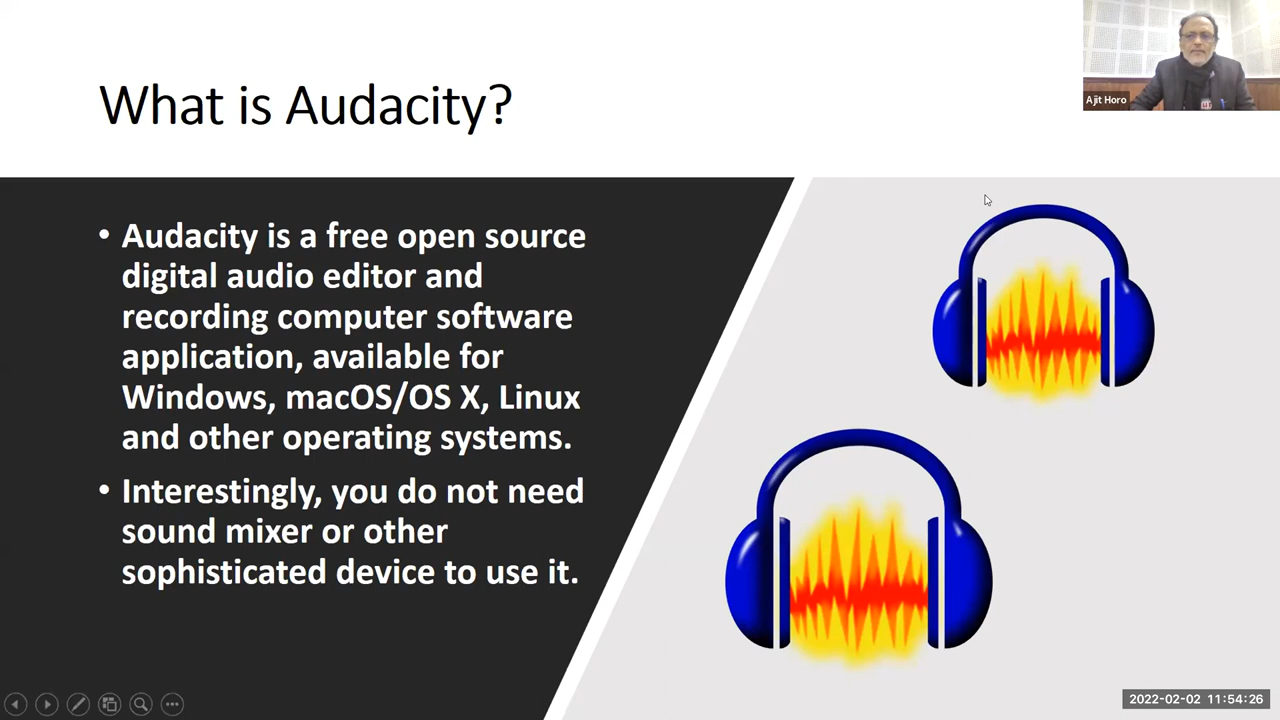 Ajit Horo
What is Audacity?
• Audacity is a free open source
digital audio editor and
recording computer software
application, available for
Windows, macOS/OS X, Linux
and other operating systems.
• Interestingly, you do not need
sound mixer or other
sophisticated device to use it.
2022-02-02 11:54:26